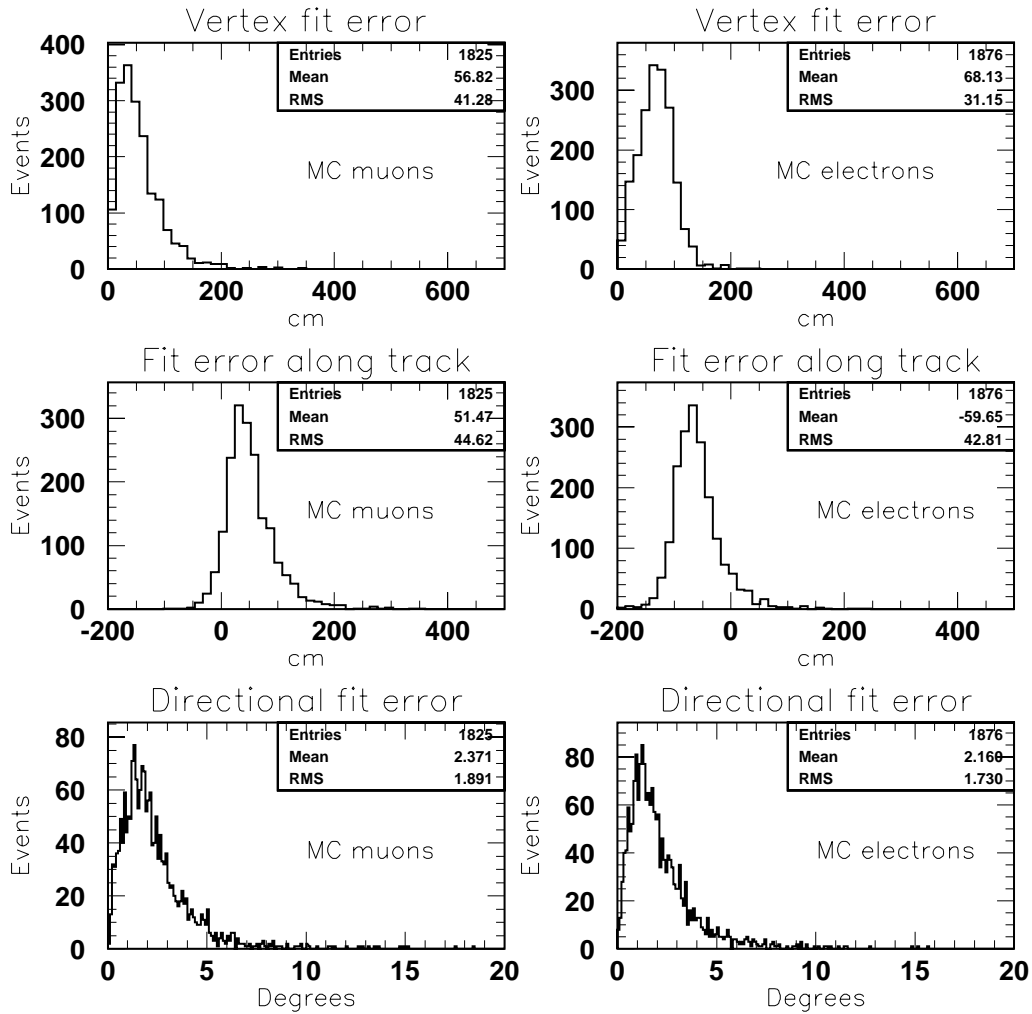 Vertex fit error
Entries 1825
Mean 56.82
RMS 41.28
MC muons
Events
400
300
200
100
0
0 200 400 600
cm
Vertex fit error
Entries 1876
Mean 68.13
RMS 31.15
MC electrons
Events
300
200
100
0
0 200 400 600
cm
Fit error along track
Entries 1825
Mean 51.47
RMS 44.62
MC muons
Events
300
200
100
0
-200 0 200 400
cm
Fit error along track
Entries 1876
Mean -59.65
RMS 42.81
MC electrons
Events
300
200
100
0
-200 0 200 400
cm
Directional fit error
Entries 1825
Mean 2.371
RMS 1.891
MC muons
Events
80
60
40
20
0
0 5 10 15 20
Degrees
Directional fit error
Entries 1876
Mean 2.160
RMS 1.730
MC electrons
Events
80
60
40
20
0
0 5 10 15 20
Degrees